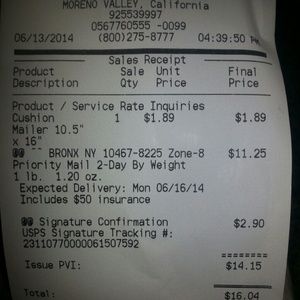 MORENO VALLEY, California
925539997
0567760555 -0099
06/13/2014 (800)275-8777 04:39:50 PM
Sales Receipt
Product Sale Unit Final
Description Qty Price Price
Product / Service Rate Inquiries
Cushion 1 $1.89 $1.89
Mailer 10.5"
x 16"
BRONX NY 10467-8225 Zone-8 $11.25
Priority Mail 2-Day By Weight
1 lb. 1.20 oz.
Expected Delivery: Mon 06/16/14
Includes $50 insurance
Signature Confirmation $2.90
USPS Signature Tracking #:
23110770000061507592
========
Issue PVI: $14.15
Total: $16.04